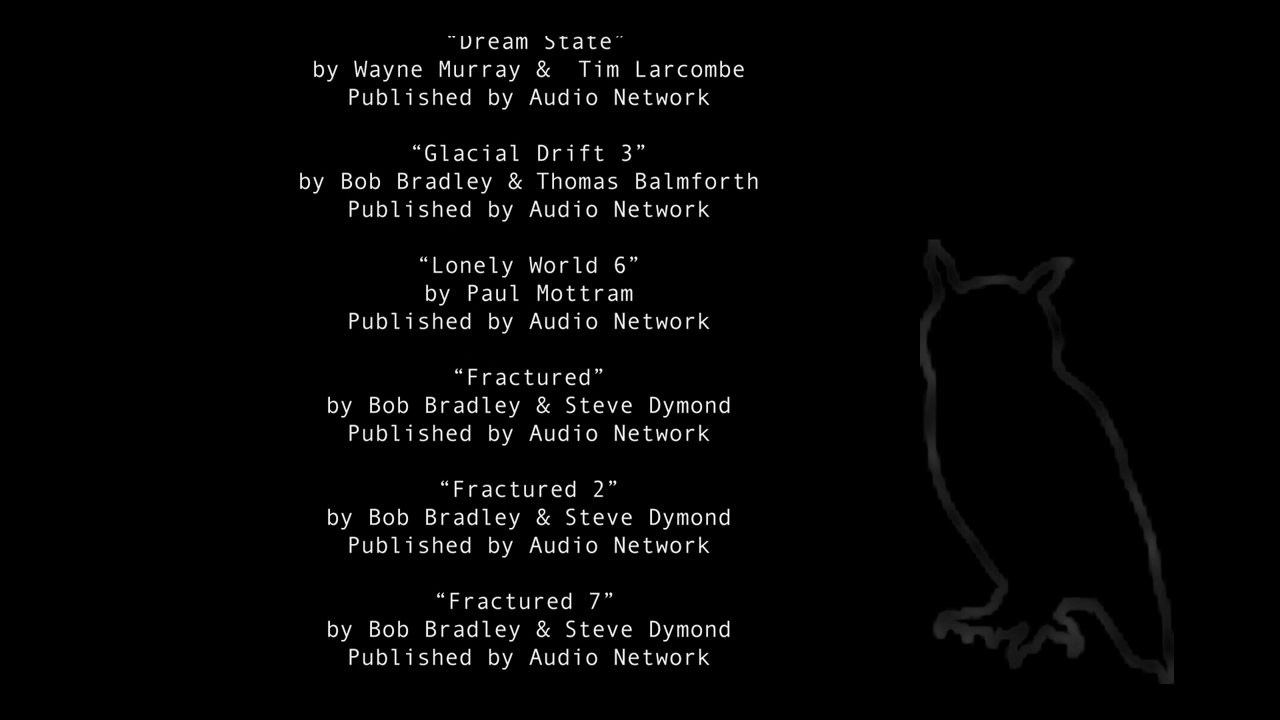 “Dream State”
by Wayne Murray &  Tim Larcombe
Published by Audio Network
“Glacial Drift 3”
by Bob Bradley & Thomas Balmforth
Published by Audio Network
“Lonely World 6”
by Paul Mottram
Published by Audio Network
“Fractured”
by Bob Bradley & Steve Dymond
Published by Audio Network
“Fractured 2”
by Bob Bradley & Steve Dymond
Published by Audio Network
“Fractured 7”
by Bob Bradley & Steve Dymond
Published by Audio Network